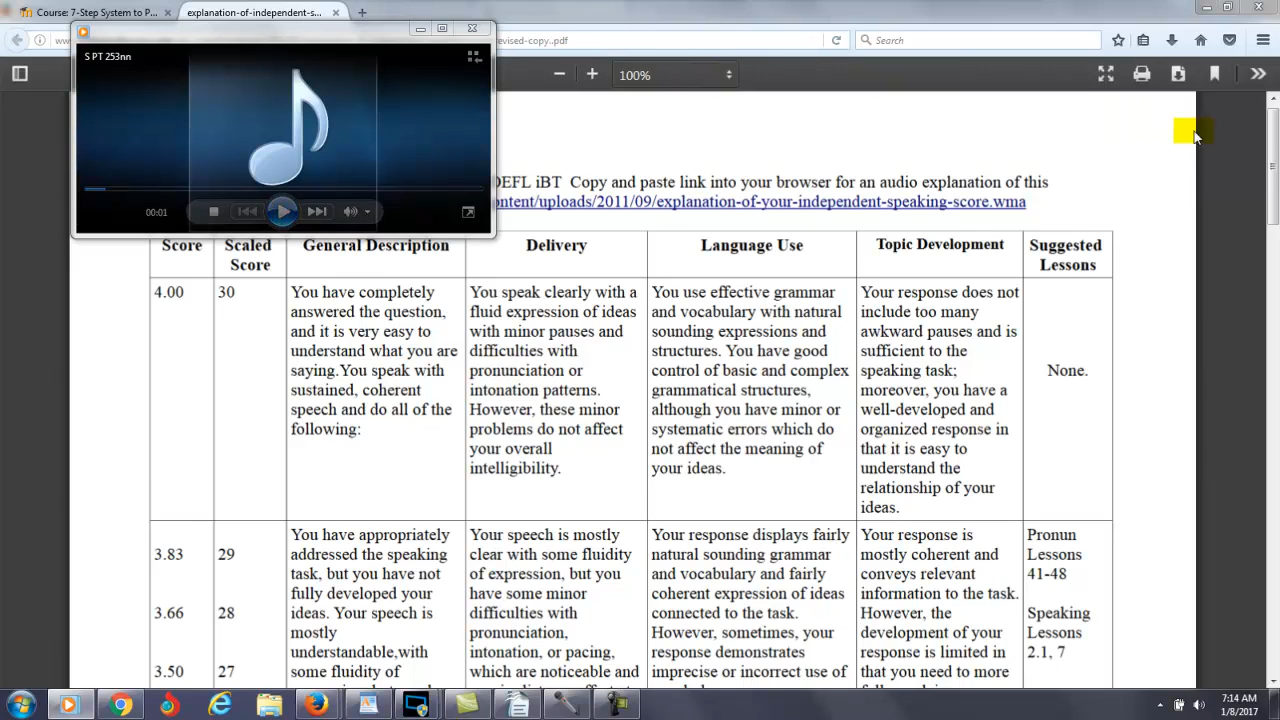 Course: 7-Step System to P...
explanation-of-independent-s...
evised-copy..pdf
Search
S PT 253nn
00:01
100%
DEFL iBT Copy and paste link into your browser for an audio explanation of this
ontent/uploads/2011/09/explanation-of-your-independent-speaking-score.wma
Score
Scaled
Score
General Description
Delivery
Language Use
Topic Development
Suggested
Lessons
4.00
30
You have completely
answered the question,
and it is very easy to
understand what you are
saying.You speak with
sustained, coherent
speech and do all of the
following:
You speak clearly with a
fluid expression of ideas
with minor pauses and
difficulties with
pronunciation or
intonation patterns.
However, these minor
problems do not affect
your overall
intelligibility.
You use effective grammar
and vocabulary with natural
sounding expressions and
structures. You have good
control of basic and complex
grammatical structures,
although you have minor or
systematic errors which do
not affect the meaning of
your ideas.
Your response does not
include too many
awkward pauses and is
sufficient to the
speaking task;
moreover, you have a
well-developed and
organized response in
that it is easy to
understand the
relationship of your
ideas.
None.
3.83
29
3.66
28
3.50
27
You have appropriately
addressed the speaking
task, but you have not
fully developed your
ideas. Your speech is
mostly
understandable,with
some fluidity of
Your speech is mostly
clear with some fluidity
of expression, but you
have some minor
difficulties with
pronunciation,
intonation, or pacing,
which are noticeable and
Your response displays fairly
natural sounding grammar
and vocabulary and fairly
coherent expression of ideas
connected to the task.
However, sometimes, your
response demonstrates
imprecise or incorrect use of
Your response is
mostly coherent and
conveys relevant
information to the task.
However, the
development of your
response is limited in
that you need to more
Pronun
Lessons
41-48
Speaking
Lessons
2.1, 7
7:14 AM
1/8/2017